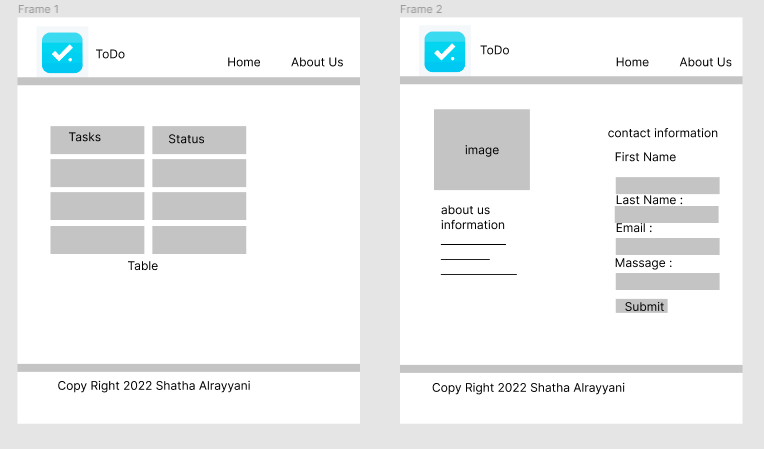 Frame 1
ToDo
Home
About Us
Tasks
Status
Table
Copy Right 2022 Shatha Alrayyani
Frame 2
ToDo
Home
About Us
image
about us
information
contact information
First Name
Last Name :
Email :
Massage :
Submit
Copy Right 2022 Shatha Alrayyani